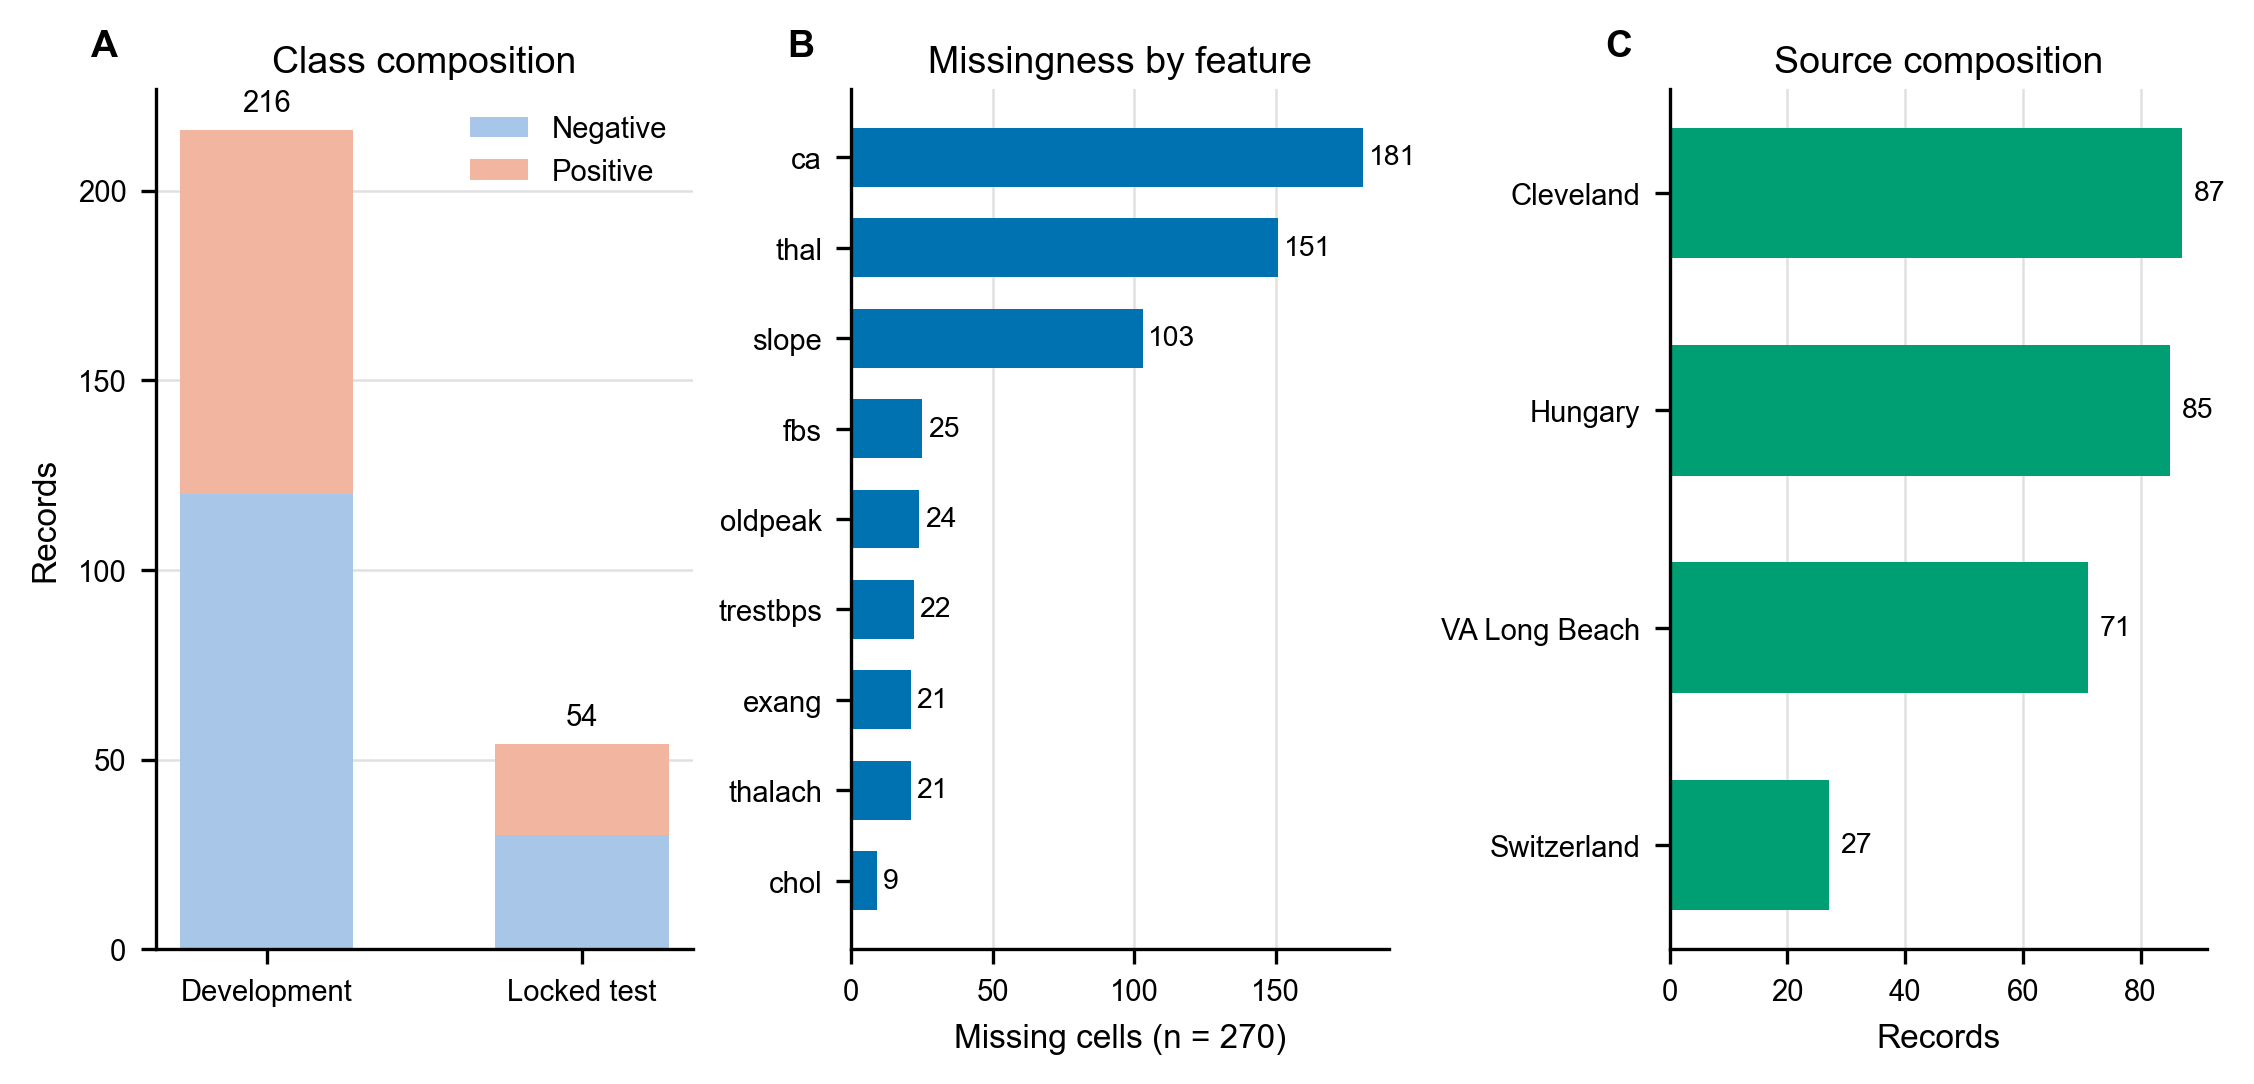 A
Class composition
216
Negative
Positive
200
150
100
50
0
54
Records
Development
Locked test
B
Missingness by feature
ca
181
thal
151
slope
103
fbs
25
oldpeak
24
trestbps
22
exang
21
thalach
21
chol
9
0
50
100
150
Missing cells (n = 270)
C
Source composition
Cleveland
87
Hungary
85
VA Long Beach
71
Switzerland
27
0
20
40
60
80
Records